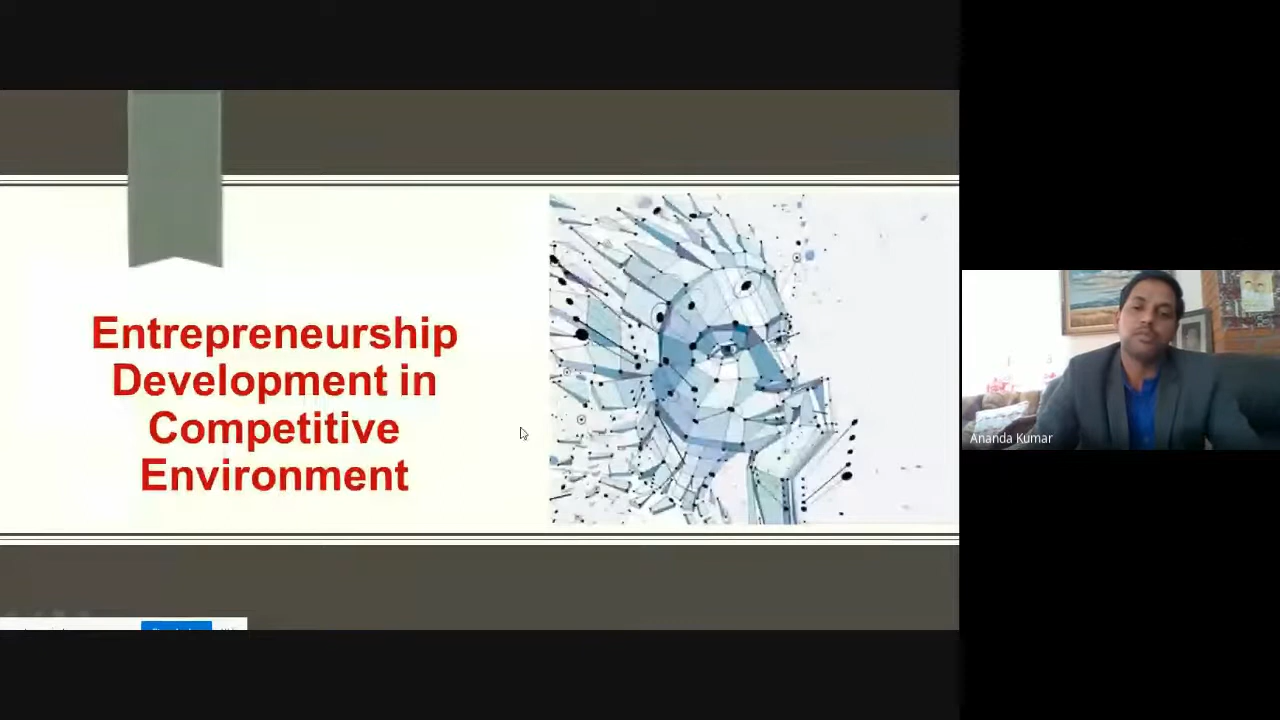 Entrepreneurship
Development in
Competitive
Environment
Ananda Kumar